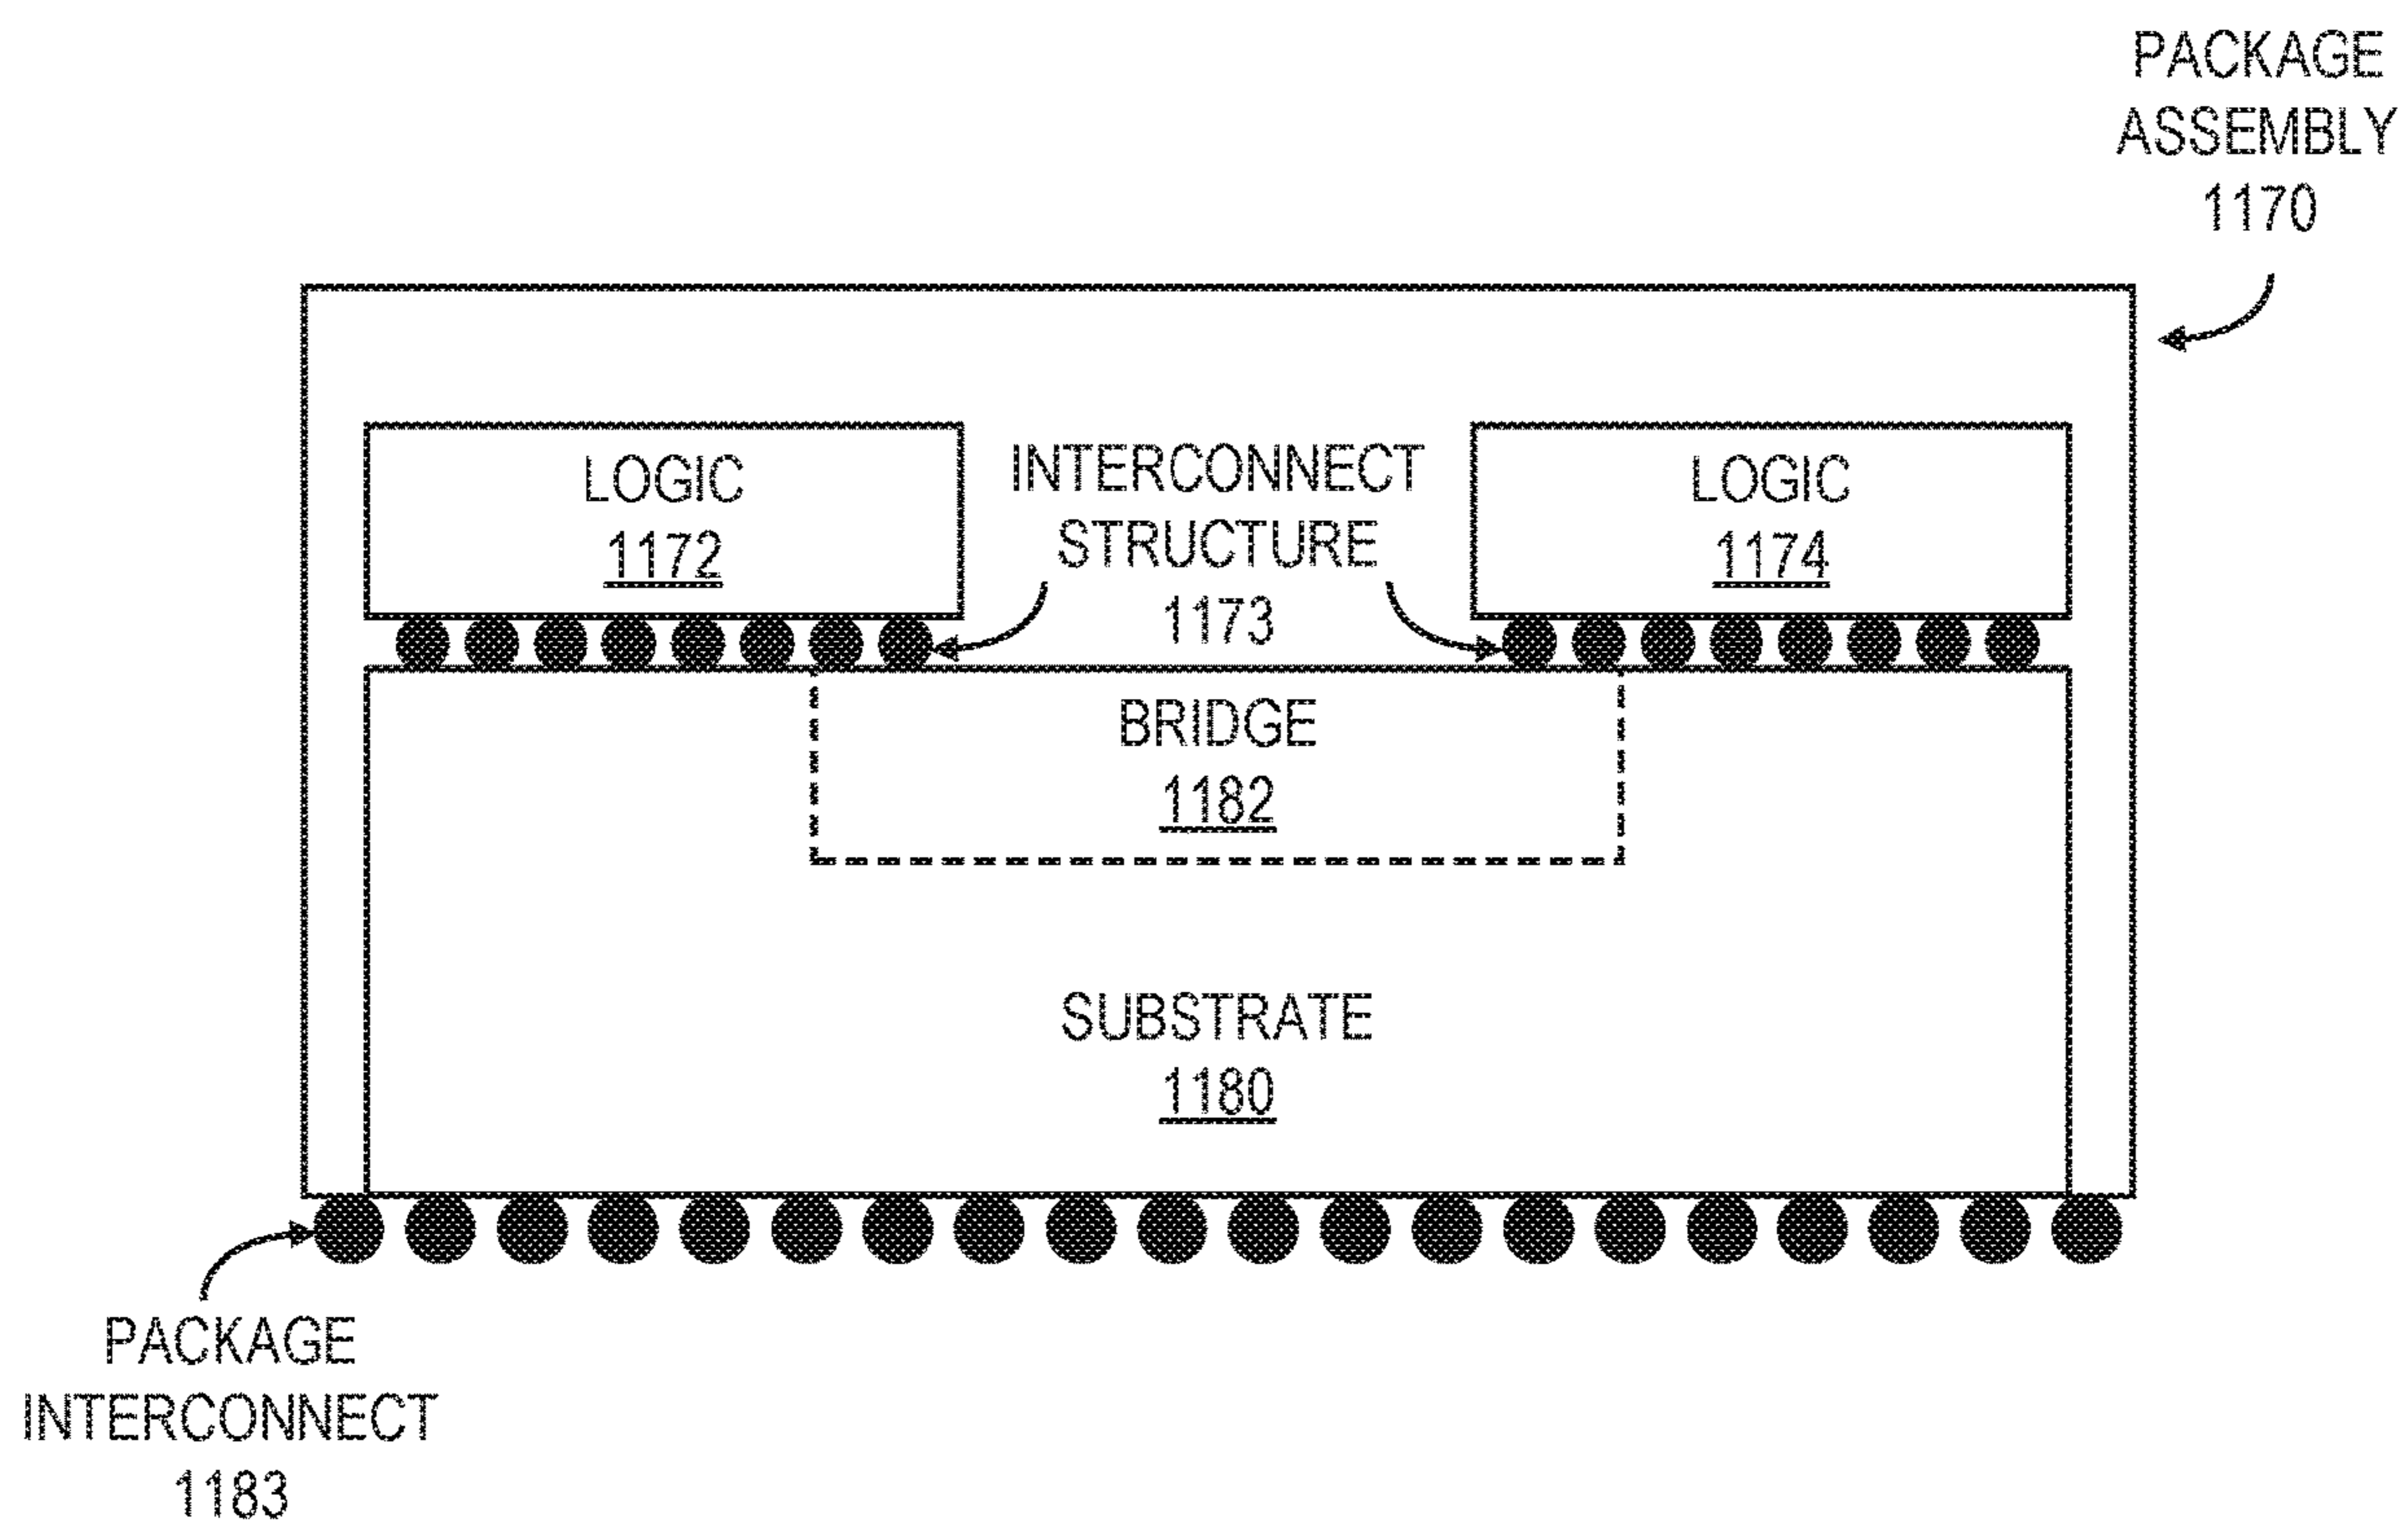 PACKAGE
ASSEMBLY
1170
LOGIC
1172
INTERCONNECT
STRUCTURE
1173
LOGIC
1174
BRIDGE
1182
SUBSTRATE
1180
PACKAGE
INTERCONNECT
1183